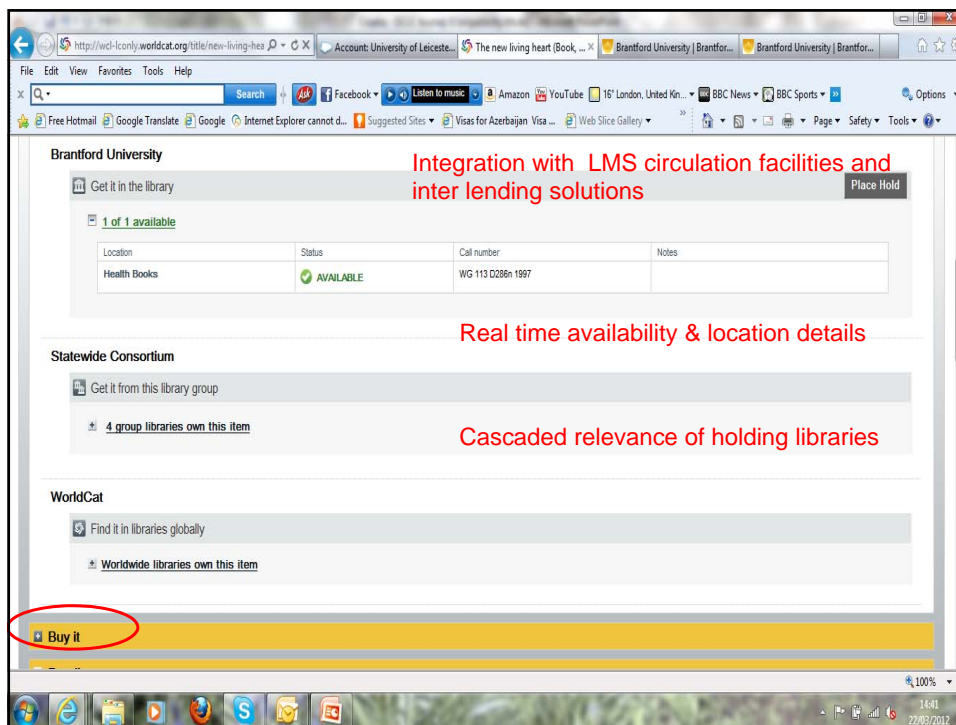 http://wcl-lconly.worldcat.org/title/new-living-hea
Account: University of Leiceste...
The new living heart (Book, ...
Brantford University | Brantfor...
Brantford University | Brantfor...
File Edit View Favorites Tools Help
Search Ask Facebook Listen to music Amazon YouTube 16° London, United Kin... BBC News BBC Sports Options
Free Hotmail Google Translate Google Internet Explorer cannot d... Suggested Sites Visas for Azerbaijan Visa ... Web Slice Gallery Page Safety Tools
Brantford University
Integration with LMS circulation facilities and
inter lending solutions
Get it in the library
Place Hold
1 of 1 available
Location Status Call number Notes
Health Books AVAILABLE WG 113 D286n 1997
Real time availability & location details
Statewide Consortium
Get it from this library group
4 group libraries own this item
Cascaded relevance of holding libraries
WorldCat
Find it in libraries globally
Worldwide libraries own this item
Buy it
100%
14:41
22/03/2012